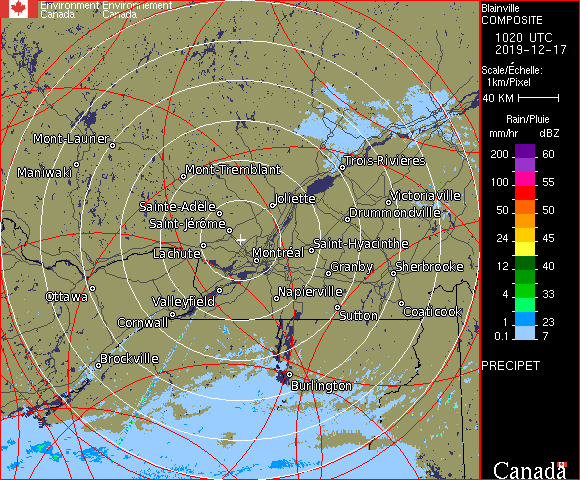 Environment Environnement
Canada Canada
Blainville
COMPOSITE
1020 UTC
2019-12-17
Scale/Échelle:
1km/Pixel
40 KM
Rain/Pluie
mm/hr dBZ
200 60
100 55
50 50
24 45
12 40
4 33
1 23
0.1 7
PRECIPET
Canada
Mont-Laurier
Maniwaki
Mont-Tremblant
Trois-Rivières
Sainte-Adèle
Joliette
Victoriaville
Drummondville
Saint-Jérôme
Lachute
Montréal
Saint-Hyacinthe
Granby
Sherbrooke
Ottawa
Valleyfield
Napierville
Cornwall
Sutton
Coaticook
Brockville
Burlington